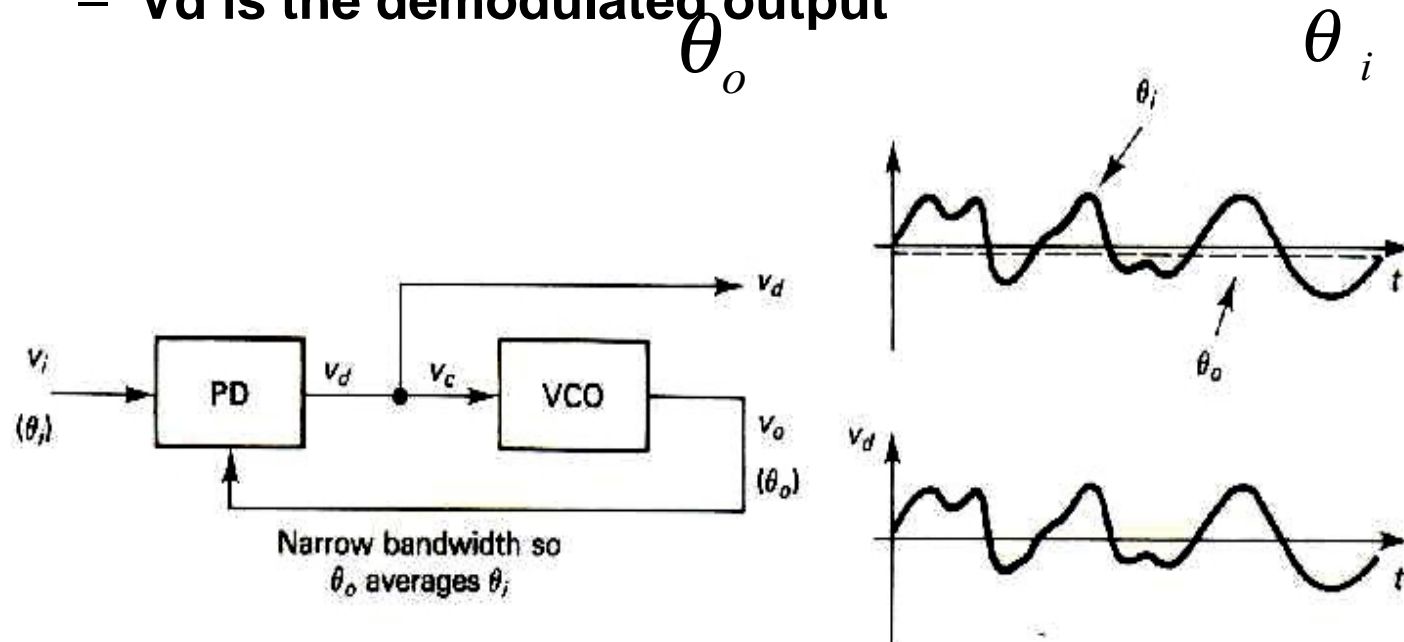 – Vd is the demodulated output
θo θi
θi
θo
t
vi
(θi)
PD
vd
vc
VCO
vd
vo
(θo)
Narrow bandwidth so
θo averages θi
vd
t